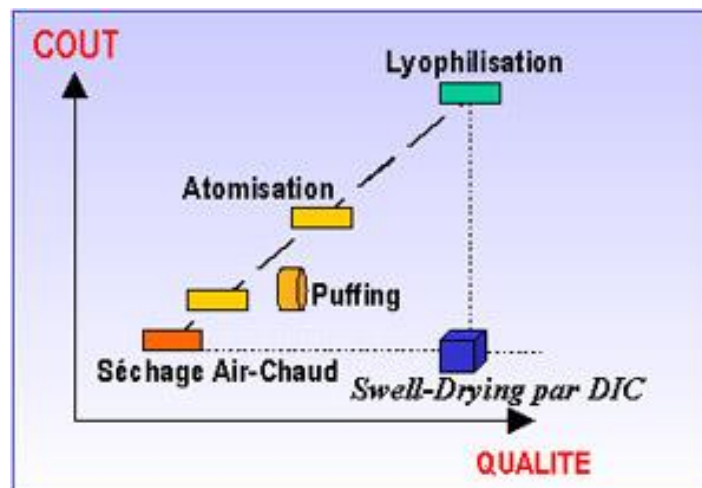 COUT
Lyophilisation
Atomisation
Puffing
Séchage Air-Chaud
Swell-Drying par DIC
QUALITE